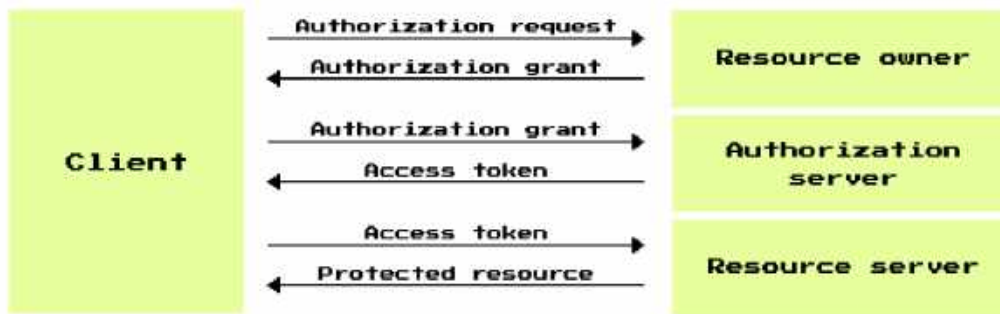 Client
Authorization request
Authorization grant
Resource owner
Authorization grant
Access token
Authorization
server
Access token
Protected resource
Resource server